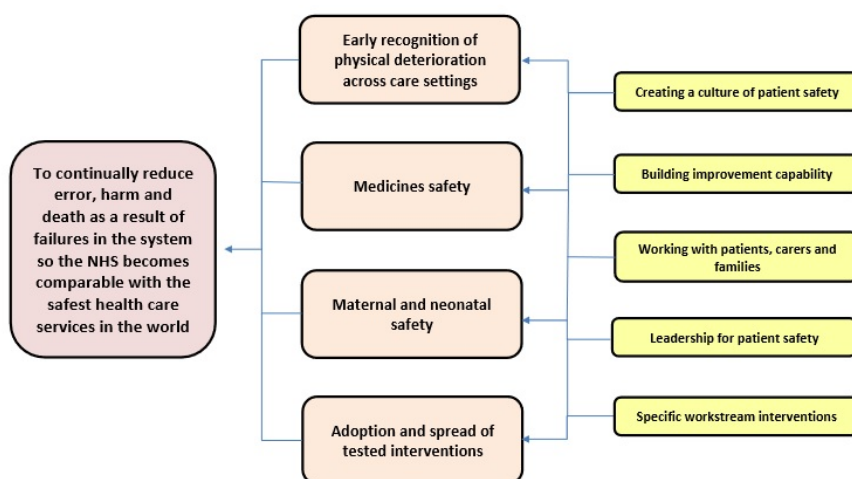 To continually reduce
error, harm and
death as a result of
failures in the system
so the NHS becomes
comparable with the
safest health care
services in the world
Early recognition of
physical deterioration
across care settings
Medicines safety
Maternal and neonatal
safety
Adoption and spread of
tested interventions
Creating a culture of patient safety
Building improvement capability
Working with patients, carers and
families
Leadership for patient safety
Specific workstream interventions